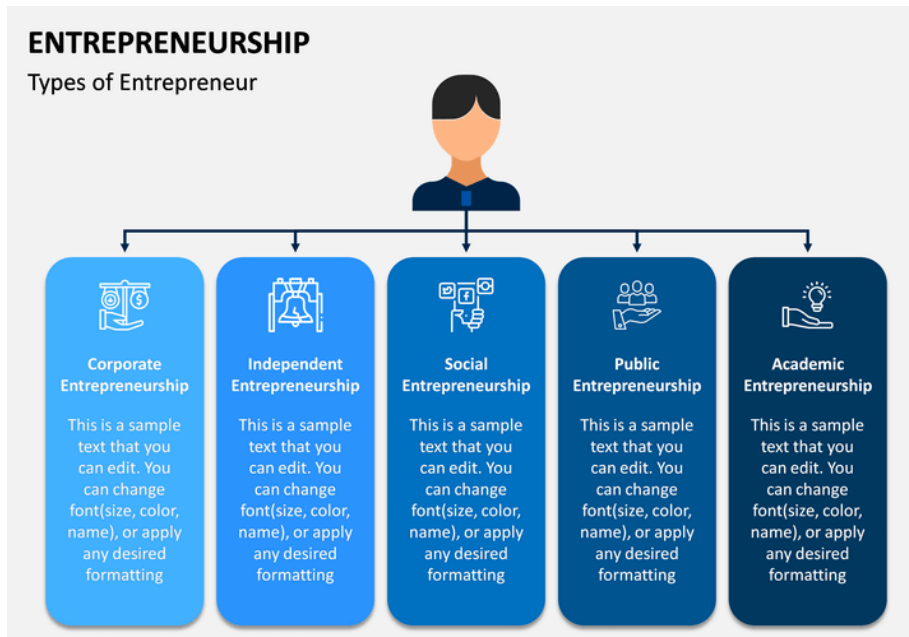 ENTREPRENEURSHIP
Types of Entrepreneur
Corporate
Entrepreneurship
This is a sample
text that you
can edit. You
can change
font(size, color,
name), or apply
any desired
formatting
Independent
Entrepreneurship
This is a sample
text that you
can edit. You
can change
font(size, color,
name), or apply
any desired
formatting
Social
Entrepreneurship
This is a sample
text that you
can edit. You
can change
font(size, color,
name), or apply
any desired
formatting
Public
Entrepreneurship
This is a sample
text that you
can edit. You
can change
font(size, color,
name), or apply
any desired
formatting
Academic
Entrepreneurship
This is a sample
text that you
can edit. You
can change
font(size, color,
name), or apply
any desired
formatting